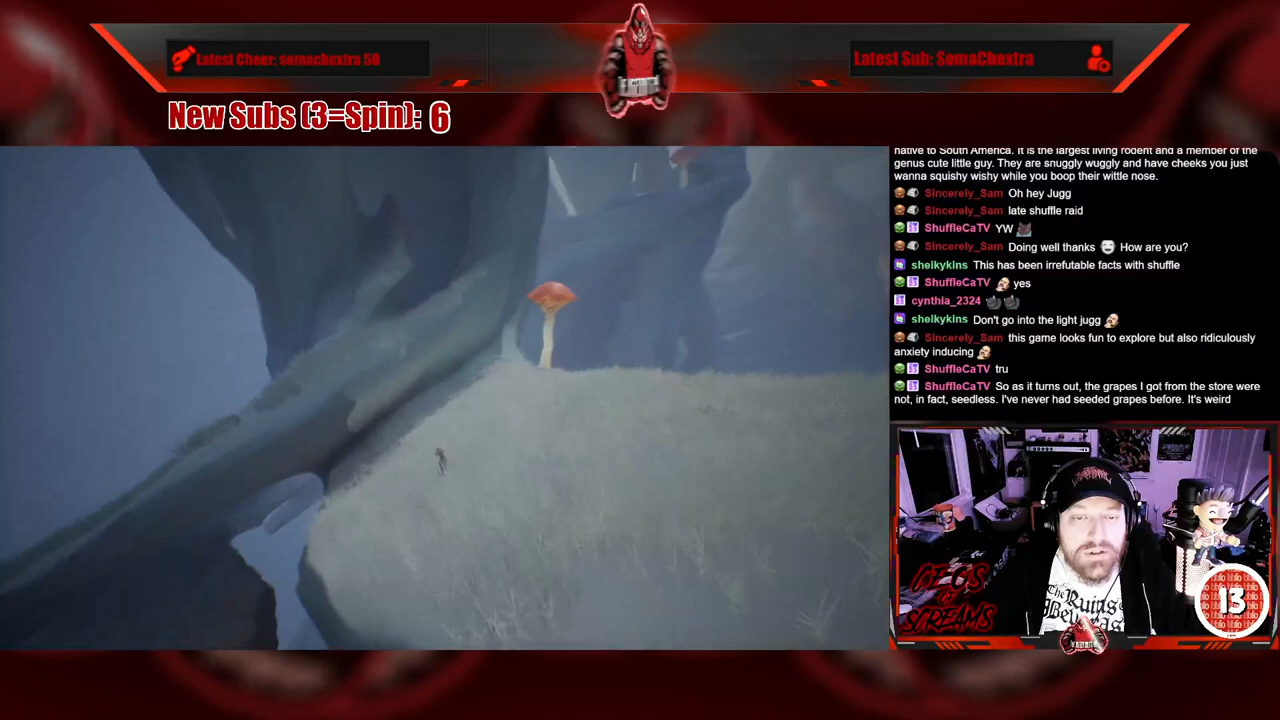 Latest Cheer: somachextra 50
Latest Sub: SomaChextra
New Subs (3=Spin): 6
native to South America. It is the largest living rodent and a member of the
genus cute little guy. They are snuggly wuggly and have cheeks you just
wanna squishy wishy while you boop their wittle nose.
Sincerely_Sam Oh hey Jugg
Sincerely_Sam late shuffle raid
ShuffleCaTV YW
Sincerely_Sam Doing well thanks How are you?
sheikykins This has been irrefutable facts with shuffle
ShuffleCaTV yes
cynthia_2324
sheikykins Don't go into the light jugg
Sincerely_Sam this game looks fun to explore but also ridiculously
anxiety inducing
ShuffleCaTV tru
ShuffleCaTV So as it turns out, the grapes I got from the store were
not, in fact, seedless. I've never had seeded grapes before. It's weird
SCREAMS
The Ruins
13